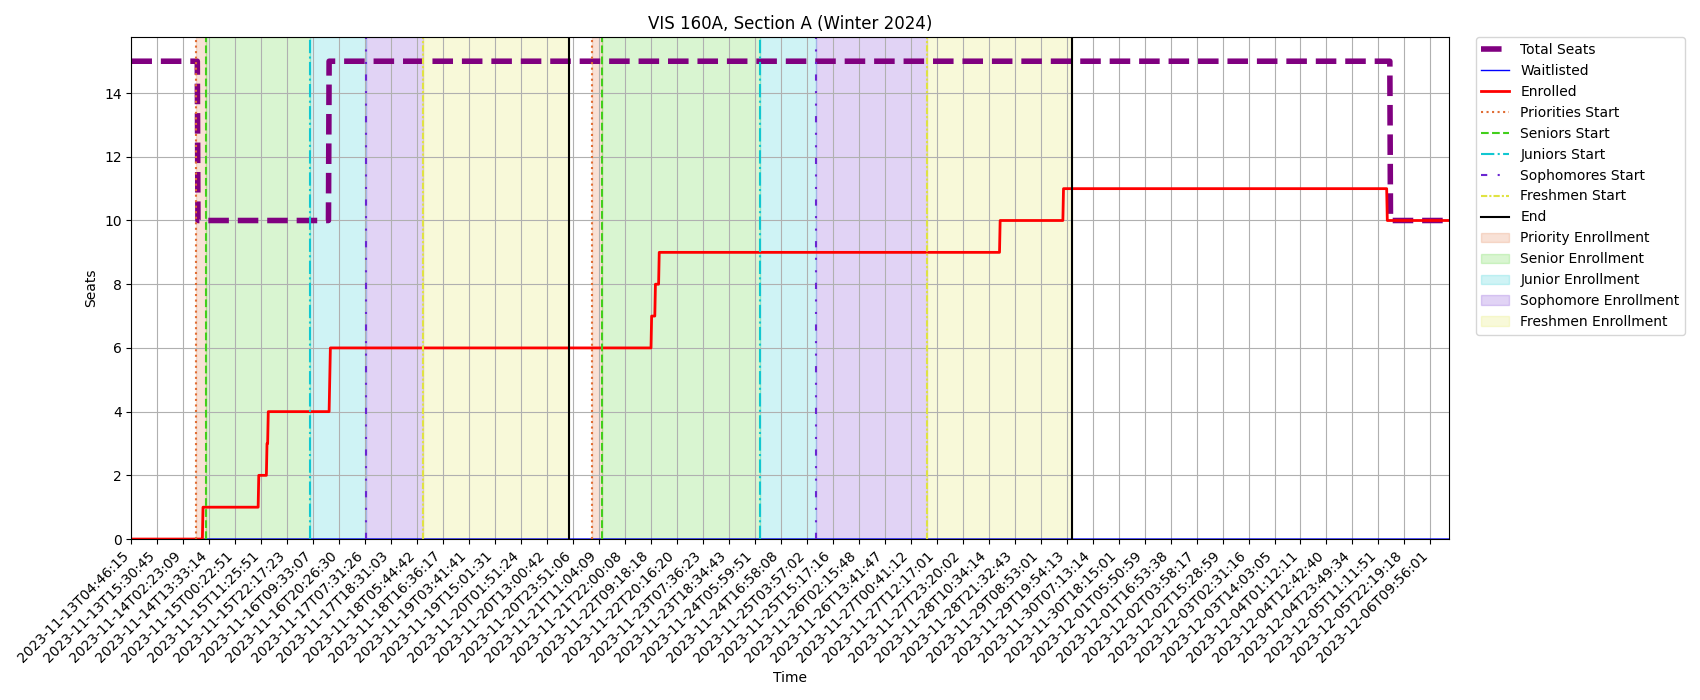 VIS 160A, Section A (Winter 2024)
Seats
14
12
10
8
6
4
2
0
2023-11-13T04:46:15
2023-11-13T15:30:45
2023-11-14T02:23:09
2023-11-14T13:33:14
2023-11-15T00:22:51
2023-11-15T11:25:51
2023-11-15T22:17:23
2023-11-16T09:33:07
2023-11-16T20:26:30
2023-11-17T07:31:26
2023-11-17T18:31:03
2023-11-18T05:44:42
2023-11-18T16:36:17
2023-11-19T03:41:41
2023-11-19T15:01:31
2023-11-20T01:51:24
2023-11-20T13:00:42
2023-11-20T23:51:06
2023-11-21T11:04:09
2023-11-21T22:00:08
2023-11-22T09:18:18
2023-11-22T20:16:20
2023-11-23T07:36:23
2023-11-23T18:34:43
2023-11-24T05:59:51
2023-11-24T16:58:08
2023-11-25T03:57:02
2023-11-25T15:17:16
2023-11-26T02:15:48
2023-11-26T13:41:47
2023-11-27T00:41:12
2023-11-27T12:17:01
2023-11-27T23:20:02
2023-11-28T10:34:14
2023-11-28T21:32:43
2023-11-29T08:53:01
2023-11-29T19:54:13
2023-11-30T07:13:14
2023-11-30T18:15:01
2023-12-01T05:50:59
2023-12-01T16:53:38
2023-12-02T03:58:17
2023-12-02T15:28:59
2023-12-03T02:31:16
2023-12-03T14:03:05
2023-12-04T01:12:11
2023-12-04T12:42:40
2023-12-04T23:49:34
2023-12-05T11:11:51
2023-12-05T22:19:18
2023-12-06T09:56:01
Time
Total Seats
Waitlisted
Enrolled
Priorities Start
Seniors Start
Juniors Start
Sophomores Start
Freshmen Start
End
Priority Enrollment
Senior Enrollment
Junior Enrollment
Sophomore Enrollment
Freshmen Enrollment